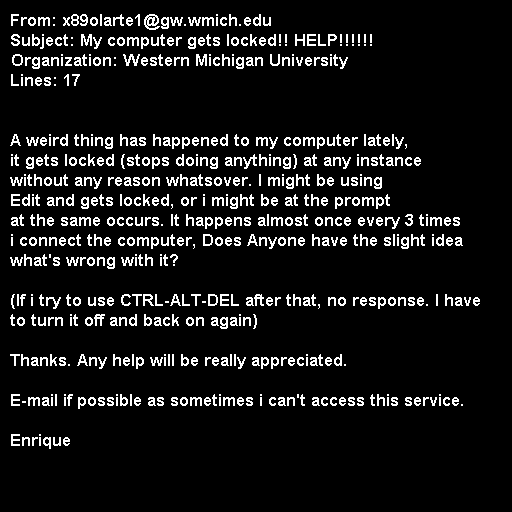 From: x89olarte1@gw.wmich.edu
Subject: My computer gets locked!! HELP!!!!!!
Organization: Western Michigan University
Lines: 17
A weird thing has happened to my computer lately,
it gets locked (stops doing anything) at any instance
without any reason whatsover. I might be using
Edit and gets locked, or i might be at the prompt
at the same occurs. It happens almost once every 3 times
i connect the computer, Does Anyone have the slight idea
what's wrong with it?
(If i try to use CTRL-ALT-DEL after that, no response. I have
to turn it off and back on again)
Thanks. Any help will be really appreciated.
E-mail if possible as sometimes i can't access this service.
Enrique